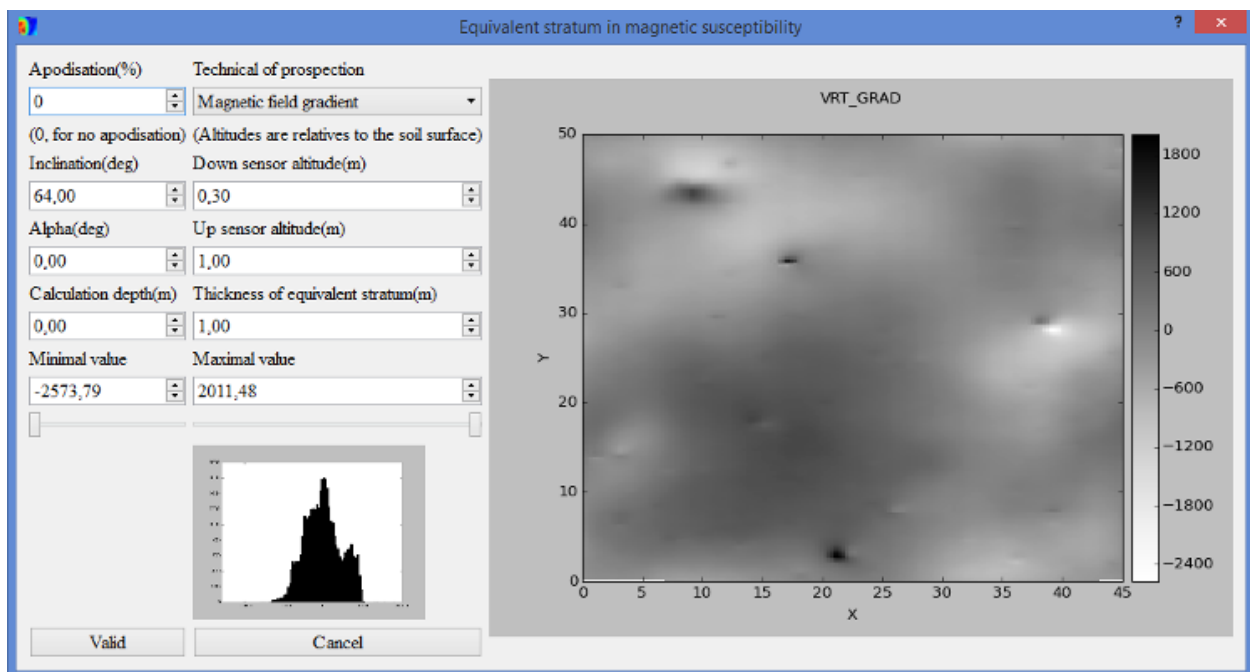 Equivalent stratum in magnetic susceptibility
?
×
Apodisation(%)
Technical of prospection
0
Magnetic field gradient
(0, for no apodisation)
(Altitudes are relatives to the soil surface)
Inclination(deg)
Down sensor altitude(m)
64,00
0,30
Alpha(deg)
Up sensor altitude(m)
0,00
1,00
Calculation depth(m)
Thickness of equivalent stratum(m)
0,00
1,00
Minimal value
Maximal value
-2573,79
2011,48
Valid
Cancel
VRT_GRAD
50
40
30
20
10
0
Y
0 5 10 15 20 25 30 35 40 45
X
1800
1200
600
0
−600
−1200
−1800
−2400